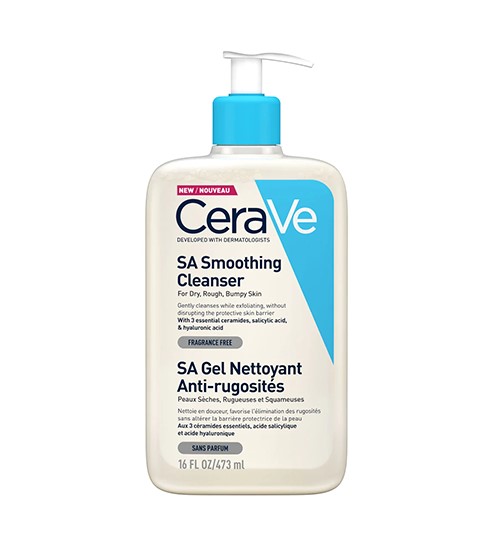 NEW / NOUVEAU
CeraVe
DEVELOPED WITH DERMATOLOGISTS
SA Smoothing
Cleanser
For Dry, Rough, Bumpy Skin
Gently cleanses while exfoliating, without
disrupting the protective skin barrier
With 3 essential ceramides, salicylic acid,
& hyaluronic acid
FRAGRANCE FREE
SA Gel Nettoyant
Anti-rugosités
Peaux Sèches, Rugueuses et Squameuses
Nettoie en douceur, favorise l'élimination des rugosités
sans altérer la barrière protectrice de la peau
Aux 3 céramides essentiels, acide salicylique
et acide hyaluronique
SANS PARFUM
16 FL OZ/473 ml